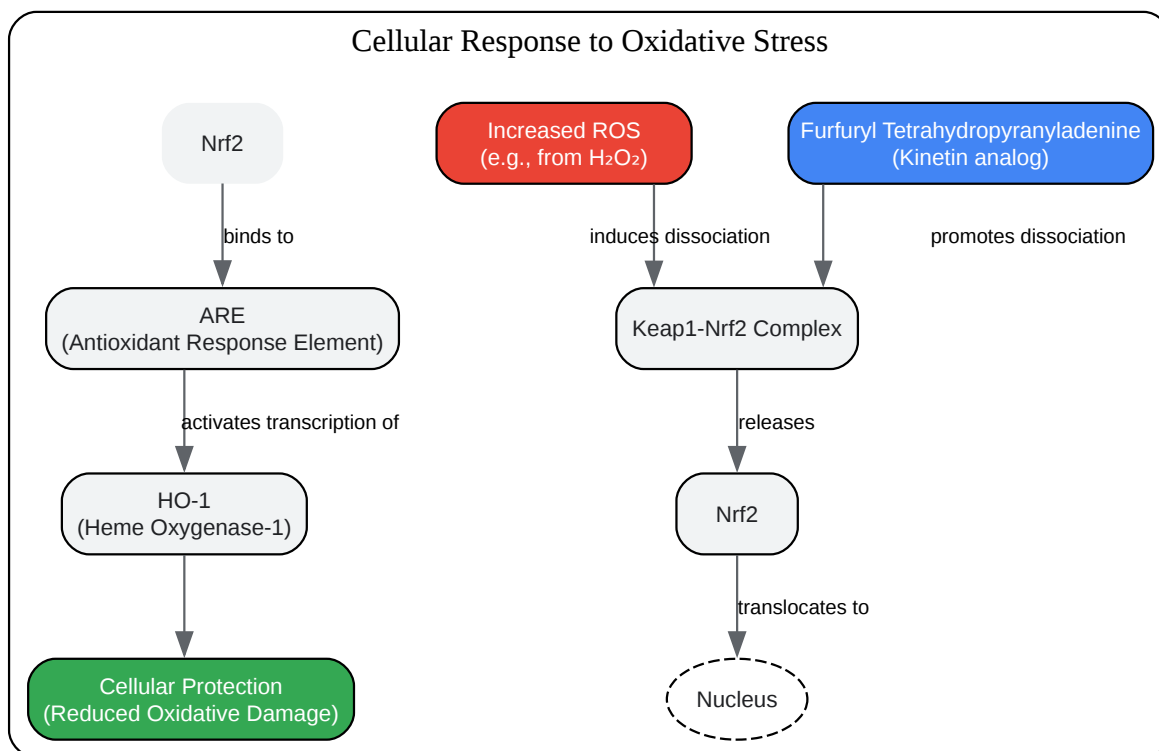 Cellular Response to Oxidative Stress
Nrf2
binds to
ARE
(Antioxidant Response Element)
activates transcription of
HO-1
(Heme Oxygenase-1)
Cellular Protection
(Reduced Oxidative Damage)
Increased ROS
(e.g., from H₂O₂)
induces dissociation
Furfuryl Tetrahydropyranyladenine
(Kinetin analog)
promotes dissociation
Keap1-Nrf2 Complex
releases
Nrf2
translocates to
Nucleus